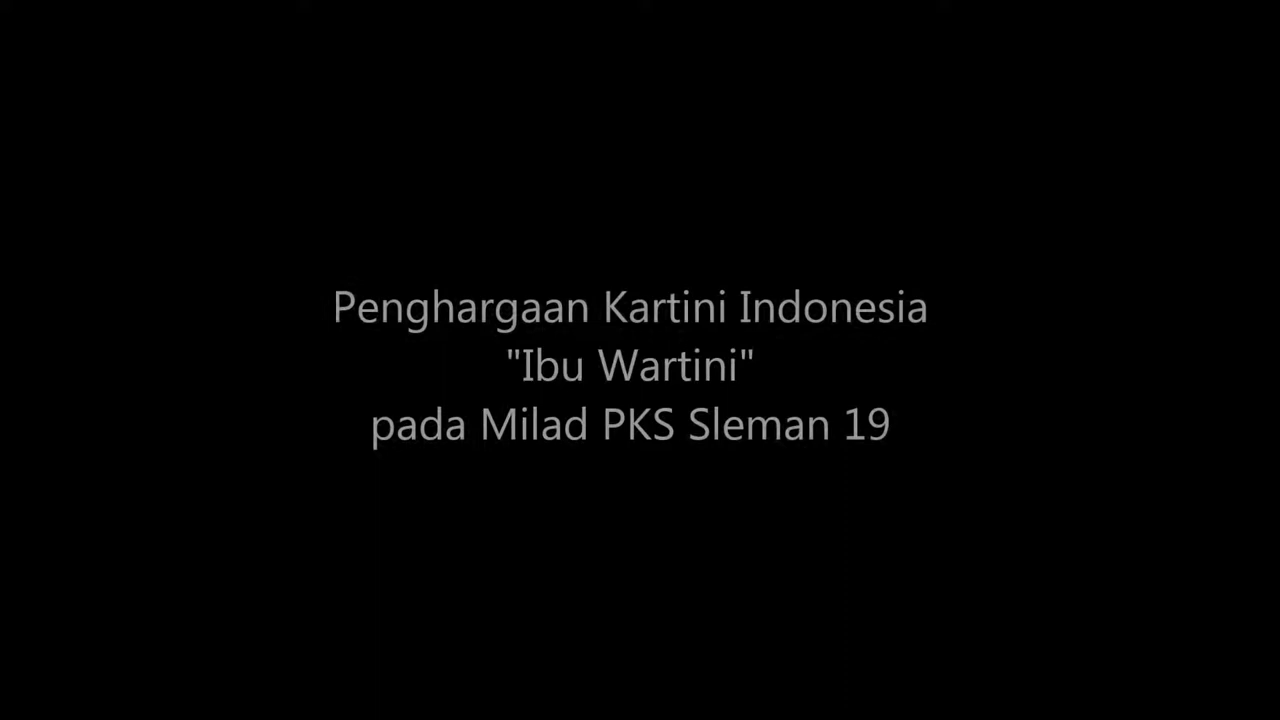 Penghargaan Kartini Indonesia
"Ibu Wartini"
pada Milad PKS Sleman 19